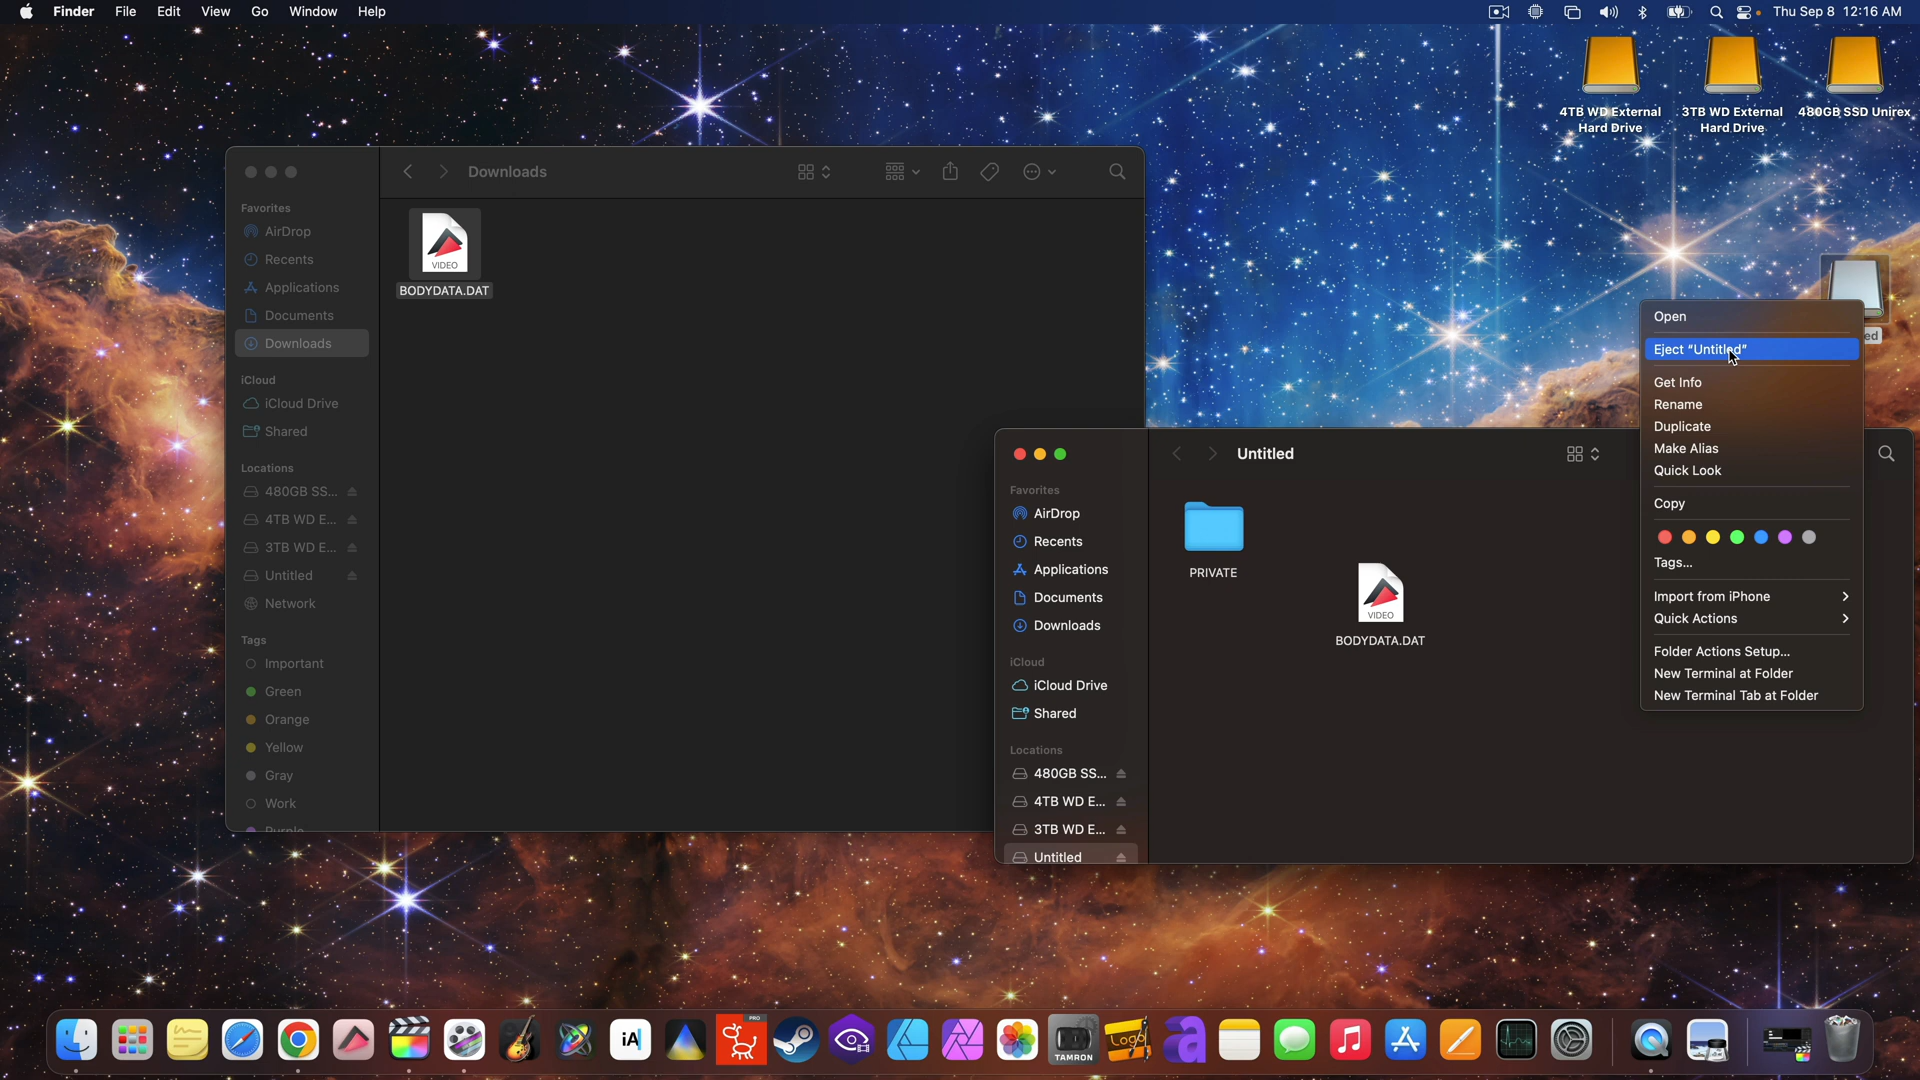 Finder File Edit View Go Window Help
Thu Sep 8 12:16 AM
4TB WD External
Hard Drive
3TB WD External
Hard Drive
480GB SSD Unirex
Downloads
Favorites
AirDrop
Recents
Applications
Documents
Downloads
iCloud
iCloud Drive
Shared
Locations
480GB SS...
4TB WD E...
3TB WD E...
Untitled
Network
Tags
Important
Green
Orange
Yellow
Gray
Work
Purple
VIDEO
BODYDATA.DAT
Untitled
Favorites
AirDrop
Recents
Applications
Documents
Downloads
iCloud
iCloud Drive
Shared
Locations
480GB SS...
4TB WD E...
3TB WD E...
Untitled
PRIVATE
VIDEO
BODYDATA.DAT
ed
Open
Eject “Untitled”
Get Info
Rename
Duplicate
Make Alias
Quick Look
Copy
Tags...
Import from iPhone
Quick Actions
Folder Actions Setup...
New Terminal at Folder
New Terminal Tab at Folder
iA
PRO
TAMRON